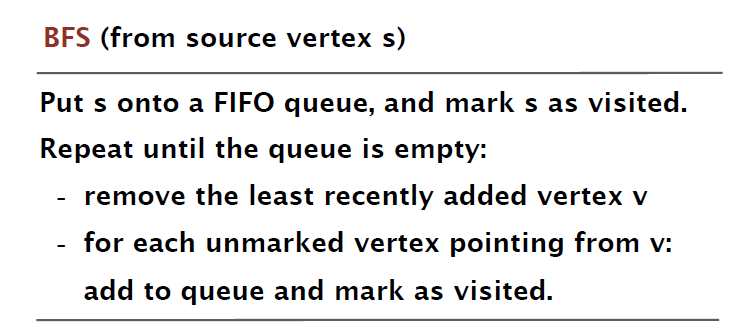 BFS (from source vertex s)
Put s onto a FIFO queue, and mark s as visited.
Repeat until the queue is empty:
- remove the least recently added vertex v
- for each unmarked vertex pointing from v:
add to queue and mark as visited.